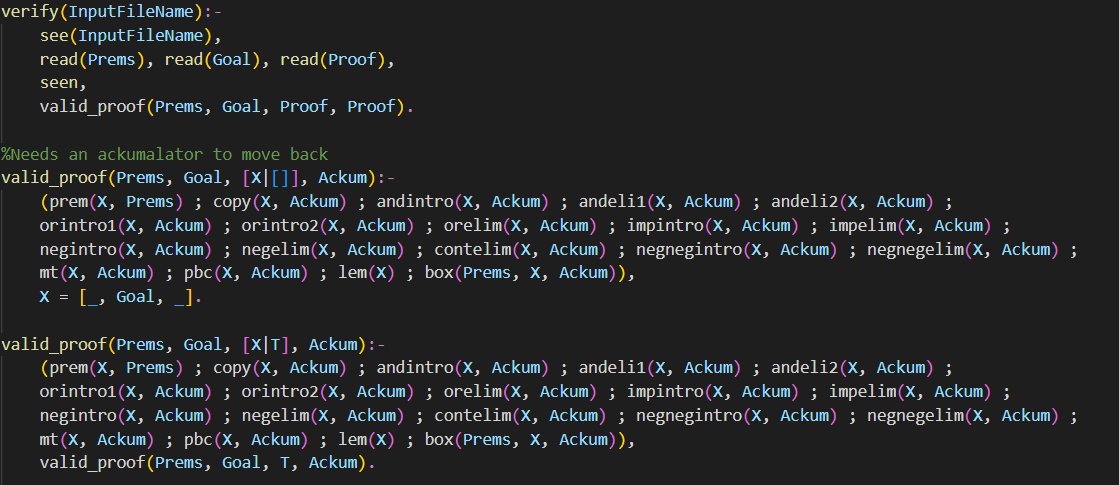 verify(InputFileName):-
    see(InputFileName),
    read(Prems), read(Goal), read(Proof),
    seen,
    valid_proof(Prems, Goal, Proof, Proof).

%Needs an ackumalator to move back
valid_proof(Prems, Goal, [X|[]], Ackum):-
    (prem(X, Prems) ; copy(X, Ackum) ; andintro(X, Ackum) ; andeli1(X, Ackum) ; andeli2(X, Ackum) ;
    orintro1(X, Ackum) ; orintro2(X, Ackum) ; orelim(X, Ackum) ; impintro(X, Ackum) ; impelim(X, Ackum) ;
    negintro(X, Ackum) ; negelim(X, Ackum) ; contelim(X, Ackum) ; negnegintro(X, Ackum) ; negnegelim(X, Ackum) ;
    mt(X, Ackum) ; pbc(X, Ackum) ; lem(X) ; box(Prems, X, Ackum)),
    X = [_, Goal, _].

valid_proof(Prems, Goal, [X|T], Ackum):-
    (prem(X, Prems) ; copy(X, Ackum) ; andintro(X, Ackum) ; andeli1(X, Ackum) ; andeli2(X, Ackum) ;
    orintro1(X, Ackum) ; orintro2(X, Ackum) ; orelim(X, Ackum) ; impintro(X, Ackum) ; impelim(X, Ackum) ;
    negintro(X, Ackum) ; negelim(X, Ackum) ; contelim(X, Ackum) ; negnegintro(X, Ackum) ; negnegelim(X, Ackum) ;
    mt(X, Ackum) ; pbc(X, Ackum) ; lem(X) ; box(Prems, X, Ackum)),
    valid_proof(Prems, Goal, T, Ackum).